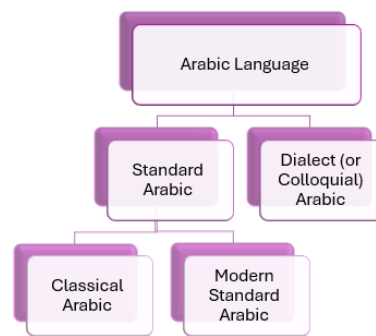 Arabic Language
Standard
Arabic
Dialect (or
Colloquial)
Arabic
Classical
Arabic
Modern
Standard
Arabic